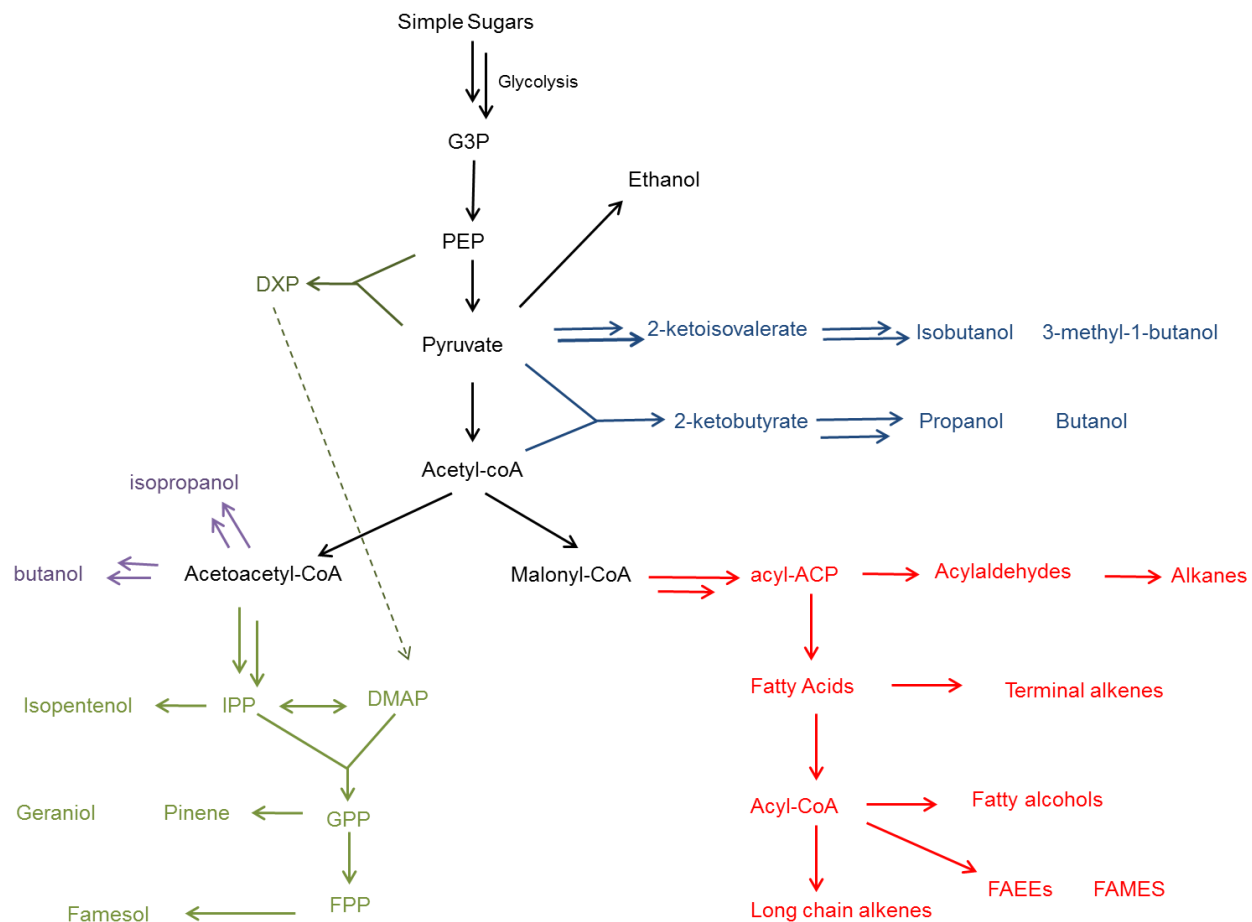 Simple Sugars
Glycolysis
G3P
Ethanol
PEP
DXP
2-ketoisovalerate
Isobutanol
3-methyl-1-butanol
Pyruvate
2-ketobutyrate
Propanol
Butanol
Acetyl-coA
isopropanol
butanol
Acetoacetyl-CoA
Malonyl-CoA
acyl-ACP
Acylaldehydes
Alkanes
Isopentenol
IPP
DMAP
Fatty Acids
Terminal alkenes
Geraniol
Pinene
GPP
Acyl-CoA
Fatty alcohols
FAEEs
FAMES
Famesol
FPP
Long chain alkenes